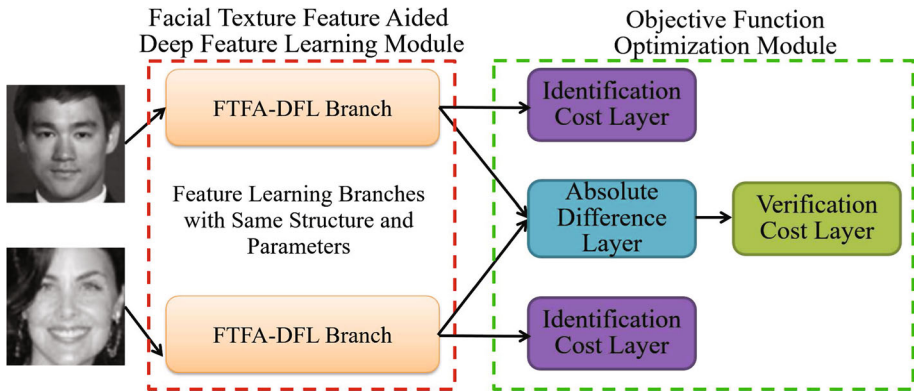 Facial Texture Feature Aided
Deep Feature Learning Module
Objective Function
Optimization Module
FTFA-DFL Branch
Identification
Cost Layer
Feature Learning Branches
with Same Structure and
Parameters
Absolute
Difference
Layer
Verification
Cost Layer
FTFA-DFL Branch
Identification
Cost Layer